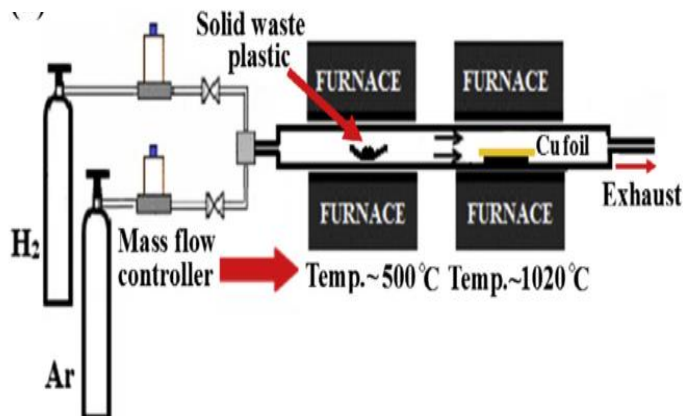 Solid waste
plastic
FURNACE
FURNACE
Cu foil
Exhaust
FURNACE
FURNACE
H2
Mass flow
controller
Temp.~500°C
Temp.~1020°C
Ar